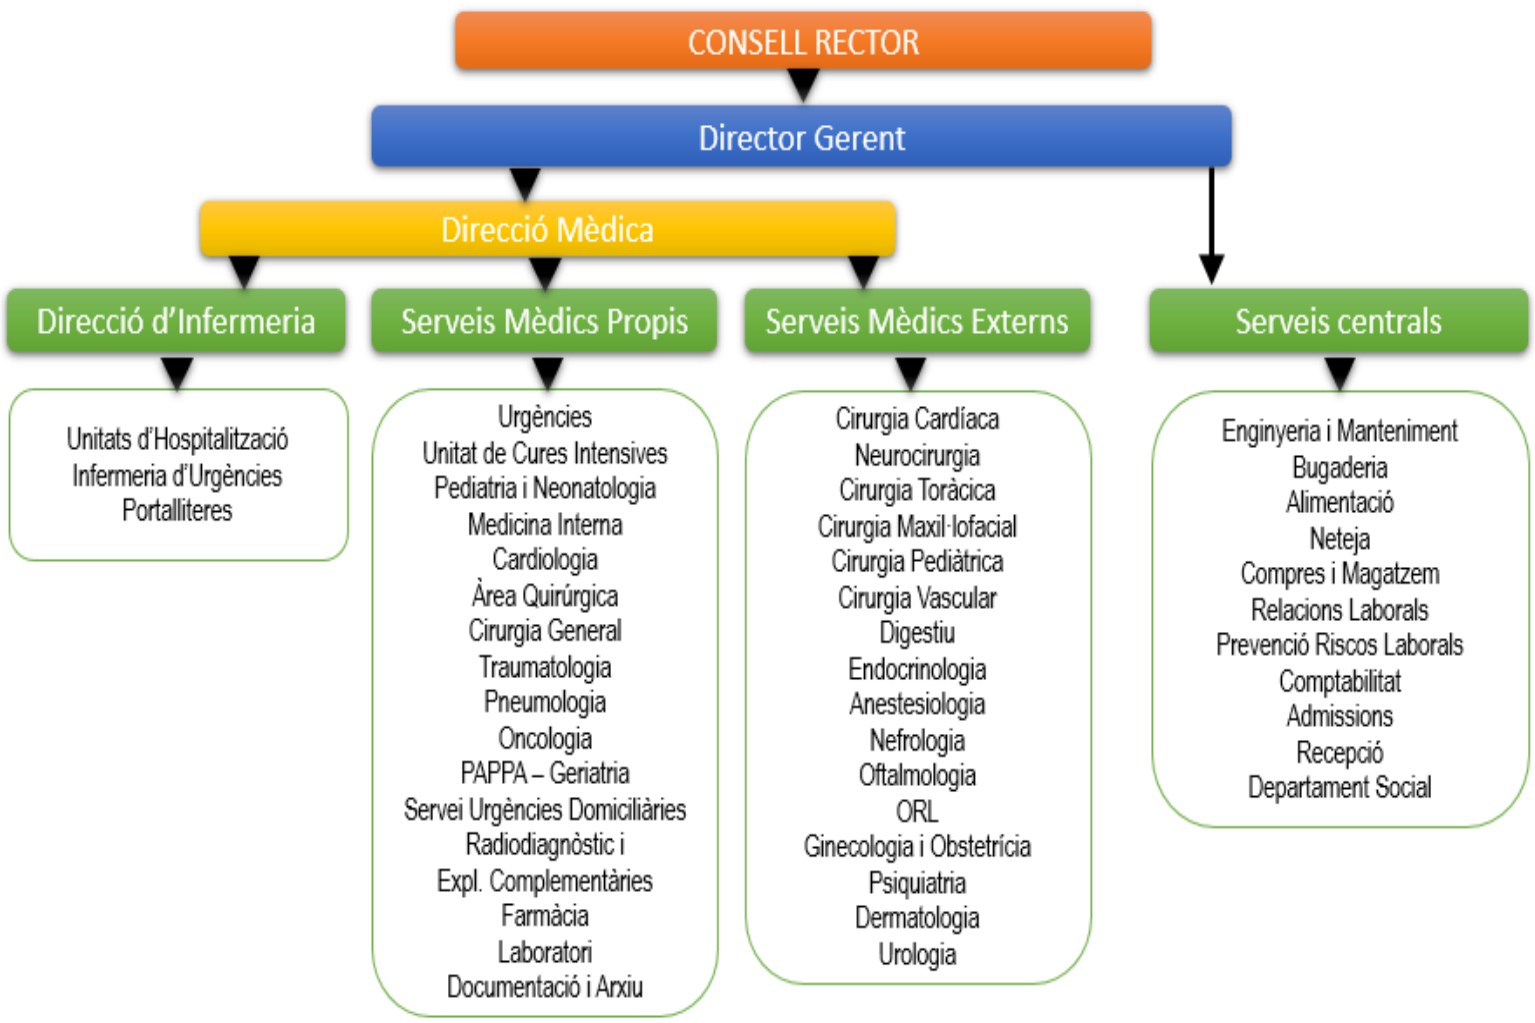 CONSELL RECTOR
Director Gerent
Direcció Mèdica
Direcció d’Infermeria
Serveis Mèdics Propis
Serveis Mèdics Externs
Serveis centrals
Unitats d’Hospitalització
Infermeria d’Urgències
Portalliteres
Urgències
Unitat de Cures Intensives
Pediatria i Neonatologia
Medicina Interna
Cardiologia
Àrea Quirúrgica
Cirurgia General
Traumatologia
Pneumologia
Oncologia
PAPPA – Geriatria
Servei Urgències Domiciliàries
Radiodiagnòstic i
Expl. Complementàries
Farmàcia
Laboratori
Documentació i Arxiu
Cirurgia Cardíaca
Neurocirurgia
Cirurgia Toràcica
Cirurgia Maxil·lofacial
Cirurgia Pediàtrica
Cirurgia Vascular
Digestiu
Endocrinologia
Anestesiologia
Nefrologia
Oftalmologia
ORL
Ginecologia i Obstetrícia
Psiquiatria
Dermatologia
Urologia
Enginyeria i Manteniment
Bugaderia
Alimentació
Neteja
Compres i Magatzem
Relacions Laborals
Prevenció Riscos Laborals
Comptabilitat
Admissions
Recepció
Departament Social